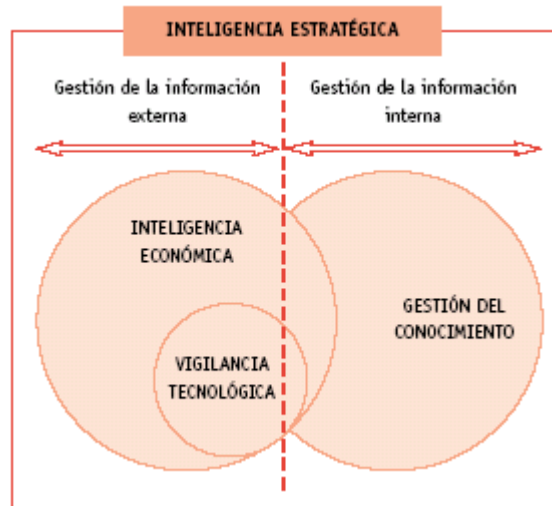 INTELIGENCIA ESTRATÉGICA
Gestión de la información
externa
Gestión de la información
interna
INTELIGENCIA
ECONÓMICA
GESTIÓN DEL
CONOCIMIENTO
VIGILANCIA
TECNOLÓGICA